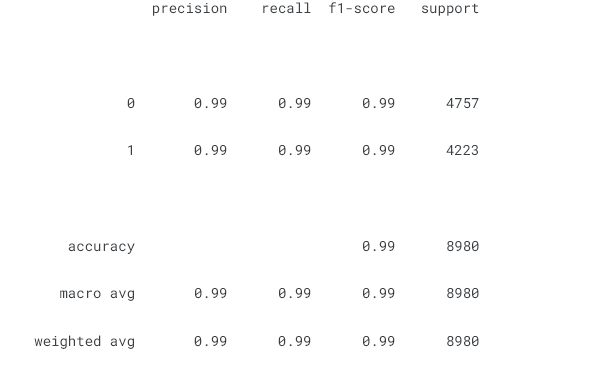 precision recall f1-score support
0 0.99 0.99 0.99 4757
1 0.99 0.99 0.99 4223
accuracy 0.99 8980
macro avg 0.99 0.99 0.99 8980
weighted avg 0.99 0.99 0.99 8980